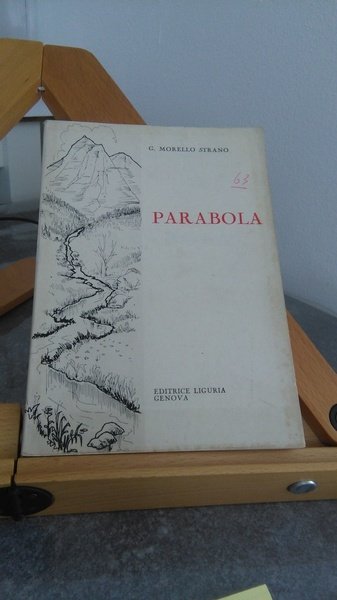 G. MORELLO STRANO
63
PARABOLA
EDITRICE LIGURIA
GENOVA